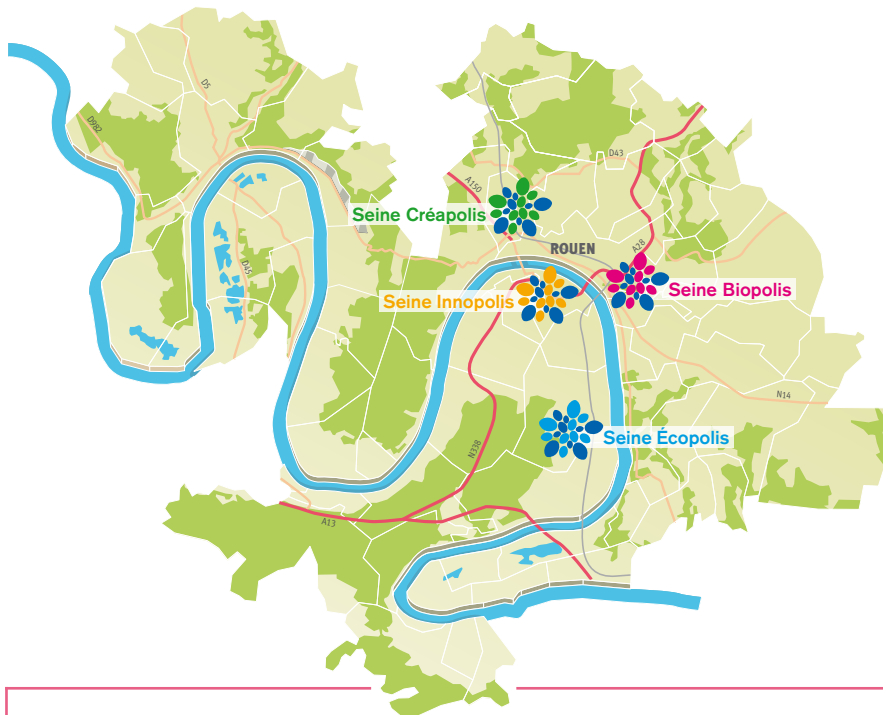 D5
D982
D43
A150
Seine Créapolis
ROUEN
A28
D45
Seine Innopolis
Seine Biopolis
N14
Seine Écopolis
N338
A13